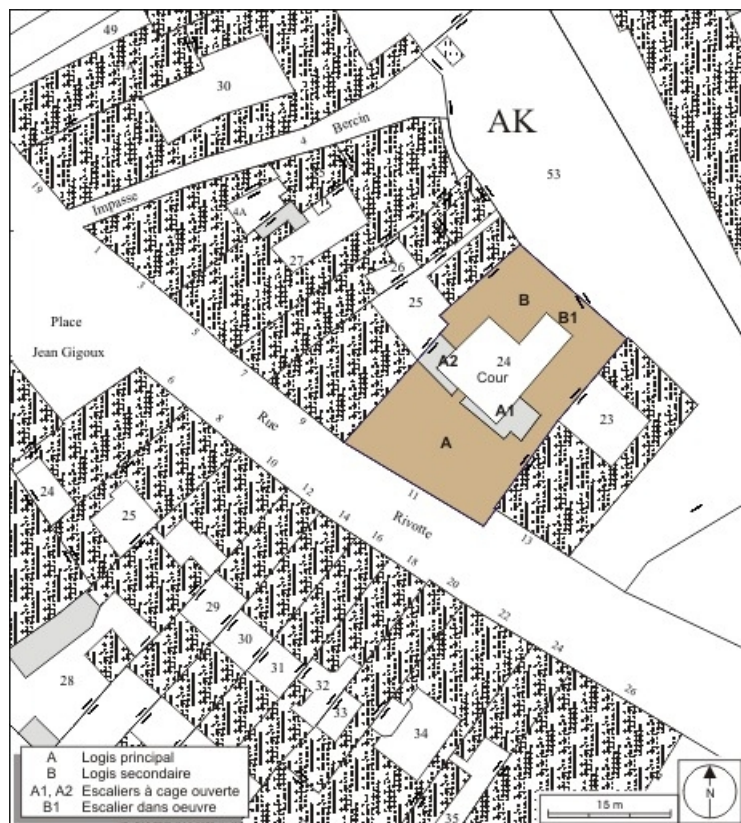 49
30
AK
Bercin
4
53
19
Impasse
4A
27
26
25
1
3
5
7
9
Place
Jean Gigoux
B
B1
24
Cour
A2
A1
23
A
Rue
11
Rivotte
13
6
8
10
12
14
16
18
20
22
24
26
24
25
29
30
31
32
33
34
28
35
A Logis principal
B Logis secondaire
A1, A2 Escaliers à cage ouverte
B1 Escalier dans oeuvre
15 m
N